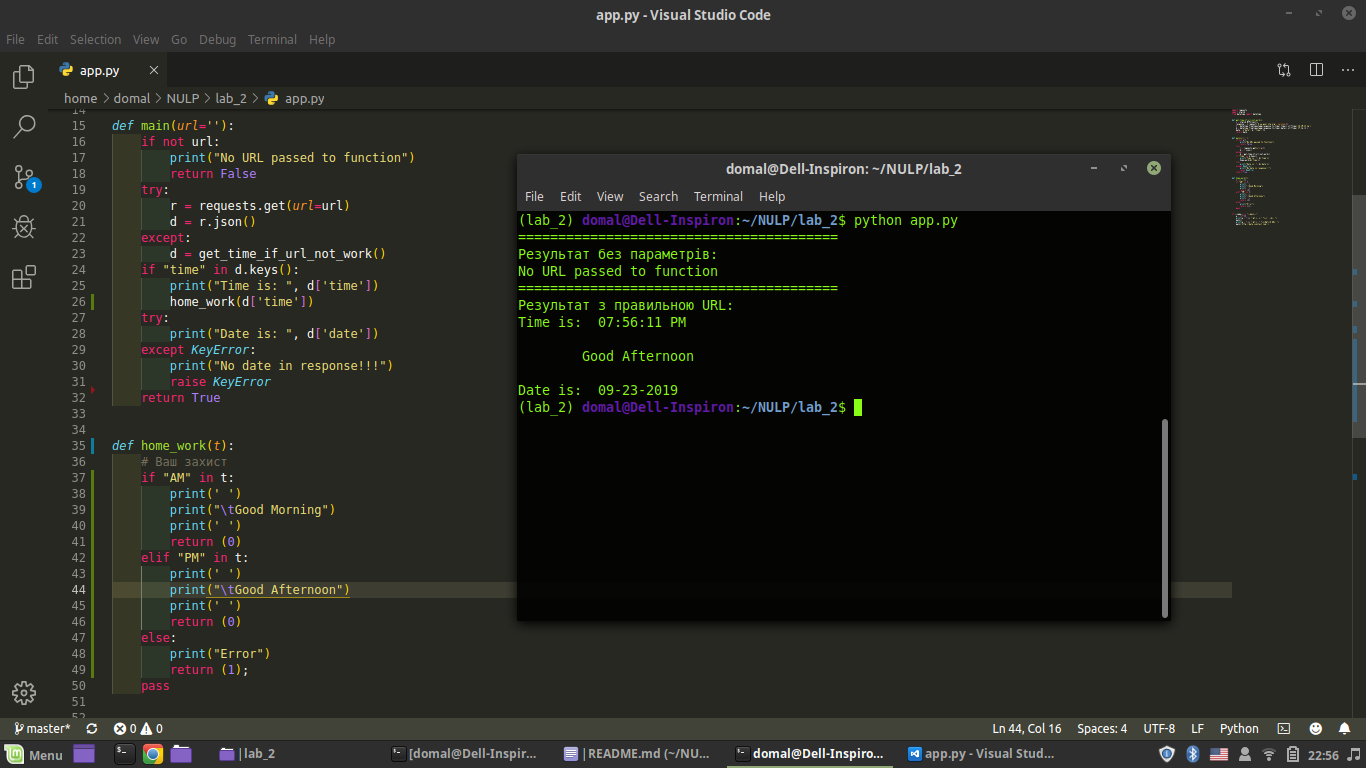 app.py - Visual Studio Code
File Edit Selection View Go Debug Terminal Help
app.py
home > domal > NULP > lab_2 > app.py
14
15 def main(url=''):
16 if not url:
17 print("No URL passed to function")
18 return False
19 try:
20 r = requests.get(url=url)
21 d = r.json()
22 except:
23 d = get_time_if_url_not_work()
24 if "time" in d.keys():
25 print("Time is: ", d['time'])
26 home_work(d['time'])
27 try:
28 print("Date is: ", d['date'])
29 except KeyError:
30 print("No date in response!!!")
31 raise KeyError
32 return True
33
34
35 def home_work(t):
36 # Ваш захист
37 if "AM" in t:
38 print(' ')
39 print("\tGood Morning")
40 print(' ')
41 return (0)
42 elif "PM" in t:
43 print(' ')
44 print("\tGood Afternoon")
45 print(' ')
46 return (0)
47 else:
48 print("Error")
49 return (1);
50 pass
51
52
1
domal@Dell-Inspiron: ~/NULP/lab_2
File Edit View Search Terminal Help
(lab_2) domal@Dell-Inspiron:~/NULP/lab_2$ python app.py
========================================
Результат без параметрів:
No URL passed to function
========================================
Результат з правильною URL:
Time is:  07:56:11 PM
Good Afternoon
Date is:  09-23-2019
(lab_2) domal@Dell-Inspiron:~/NULP/lab_2$
master* 0 0 Ln 44, Col 16 Spaces: 4 UTF-8 LF Python
Menu |lab_2 [domal@Dell-Inspir... |README.md (~/NU... domal@Dell-Inspiro... app.py - Visual Stud... 22:56